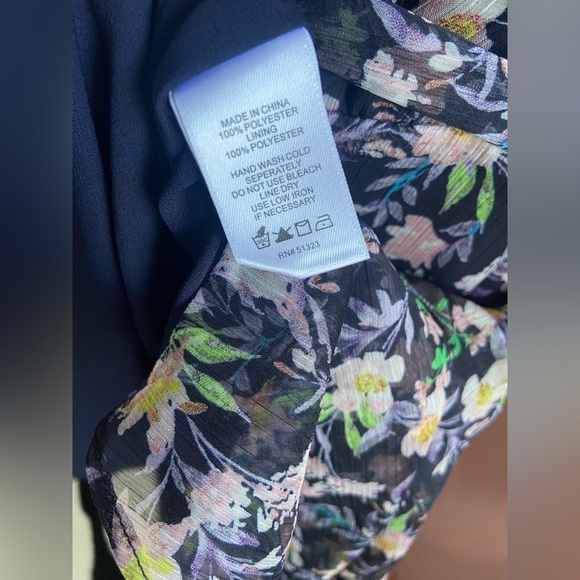 MADE IN CHINA
100% POLYESTER
LINING
100% POLYESTER
HAND WASH COLD
SEPERATELY
DO NOT USE BLEACH
LINE DRY
USE LOW IRON
IF NECESSARY
RN# 51323